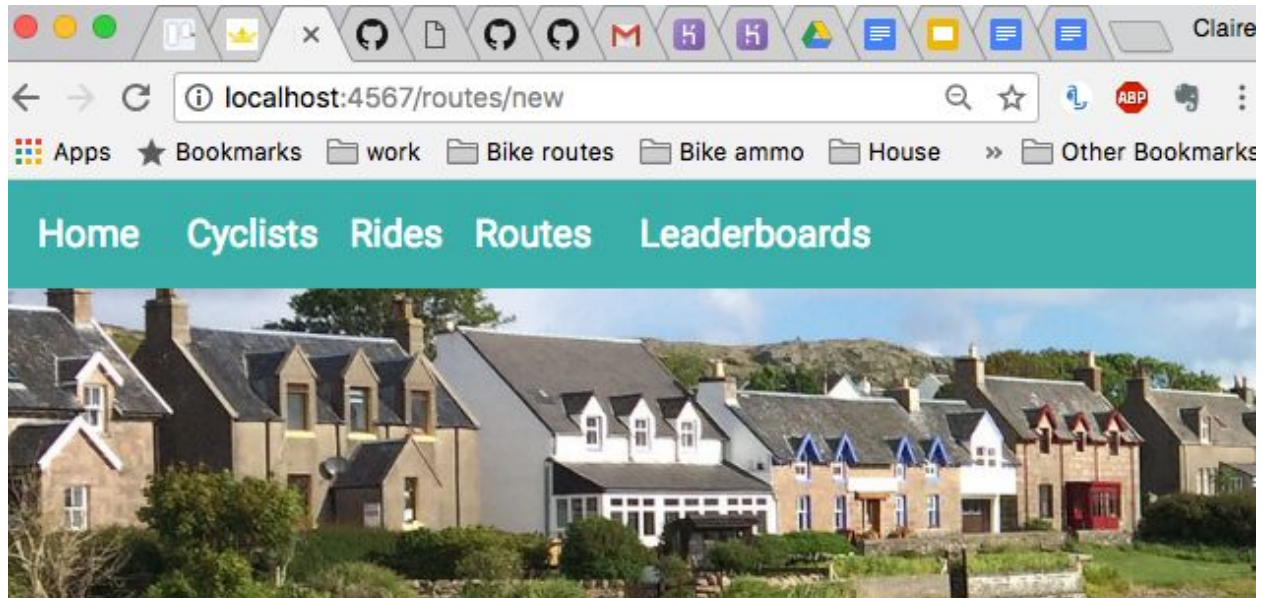 Claire
localhost:4567/routes/new
ABP
Apps Bookmarks work Bike routes Bike ammo House » Other Bookmarks
Home Cyclists Rides Routes Leaderboards